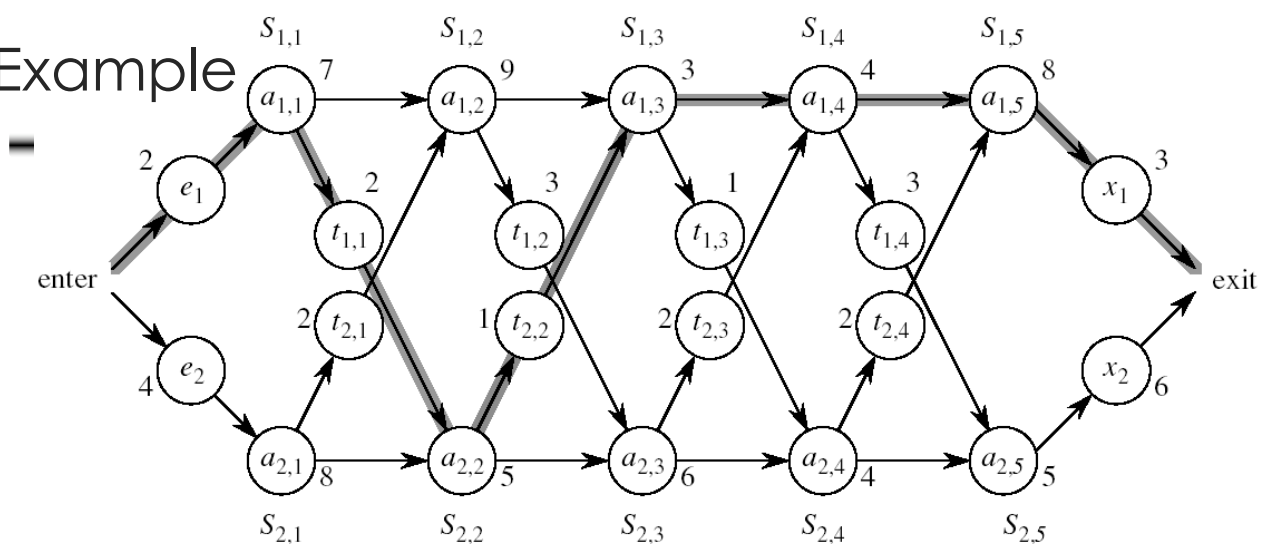 Example
S1,1 S1,2 S1,3 S1,4 S1,5
7 9 3 4 8
a1,1 a1,2 a1,3 a1,4 a1,5
2 e1
2 3 1 3
3 x1
t1,1 t1,2 t1,3 t1,4
enter exit
2 t2,1 1 t2,2 2 t2,3 2 t2,4
4 e2
x2 6
a2,1 8 a2,2 5 a2,3 6 a2,4 4 a2,5 5
S2,1 S2,2 S2,3 S2,4 S2,5